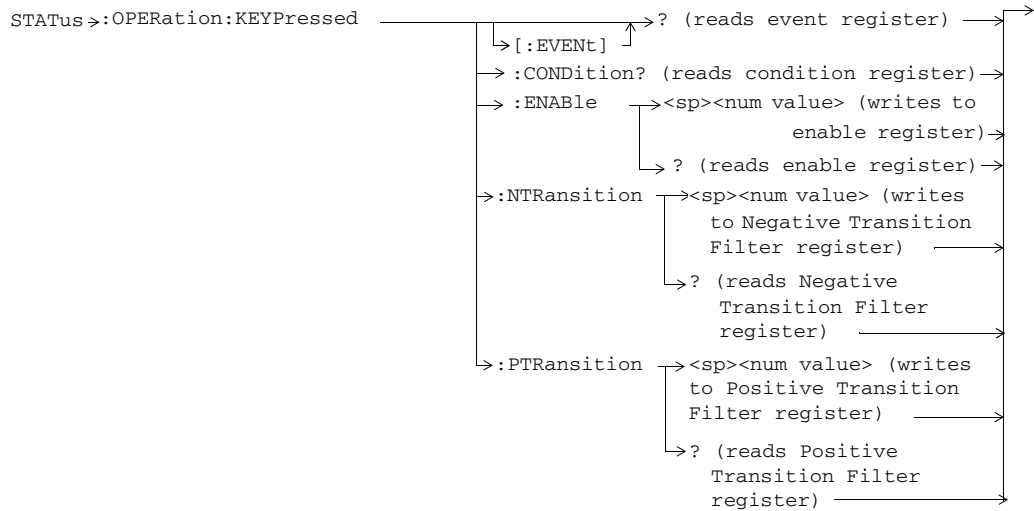 STATus :OPERation:KEYPressed ? (reads event register)
[:EVENt]
:CONDition? (reads condition register)
:ENABle <sp><num value> (writes to
enable register)
? (reads enable register)
:NTRansition <sp><num value> (writes
to Negative Transition
Filter register)
? (reads Negative
Transition Filter
register)
:PTRansition <sp><num value> (writes
to Positive Transition
Filter register)
? (reads Positive
Transition Filter
register)